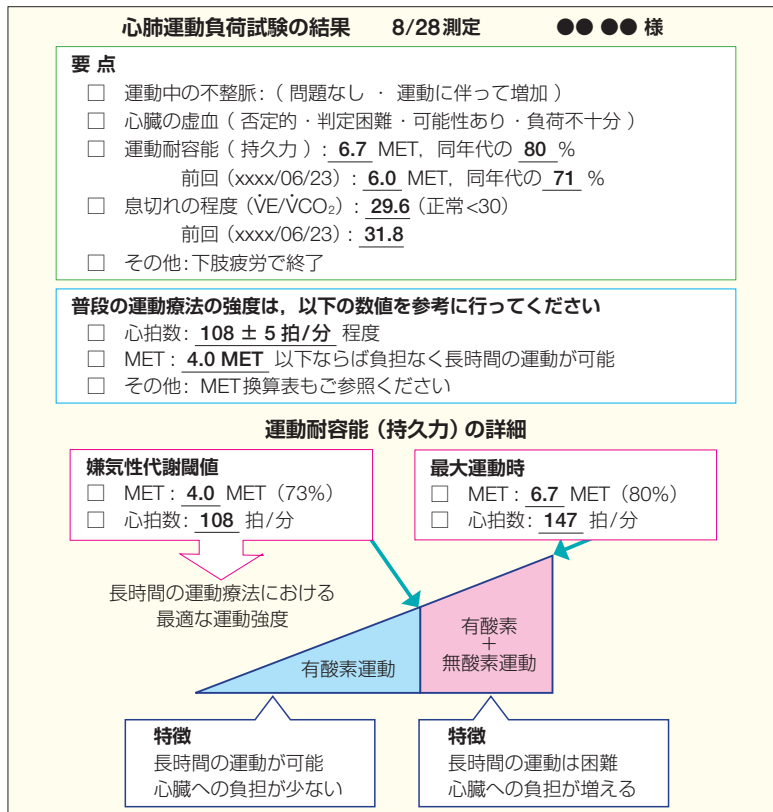 心肺運動負荷試験の結果 8/28測定 ●● ●● 様
要 点
□ 運動中の不整脈:( 問題なし ・ 運動に伴って増加 )
□ 心臓の虚血( 否定的・判定困難・可能性あり・負荷不十分 )
□ 運動耐容能( 持久力 ): 6.7 MET,同年代の 80 %
前回(xxxx/06/23): 6.0 MET,同年代の 71 %
□ 息切れの程度(V̇E/V̇CO₂): 29.6 (正常<30)
前回(xxxx/06/23): 31.8
□ その他:下肢疲労で終了
普段の運動療法の強度は,以下の数値を参考に行ってください
□ 心拍数: 108 ± 5 拍/分 程度
□ MET: 4.0 MET 以下ならば負担なく長時間の運動が可能
□ その他: MET換算表もご参照ください
運動耐容能(持久力)の詳細
嫌気性代謝閾値
□ MET: 4.0 MET(73%)
□ 心拍数: 108 拍/分
最大運動時
□ MET: 6.7 MET(80%)
□ 心拍数: 147 拍/分
長時間の運動療法における
最適な運動強度
有酸素運動
有酸素
+
無酸素運動
特徴
長時間の運動が可能
心臓への負担が少ない
特徴
長時間の運動は困難
心臓への負担が増える